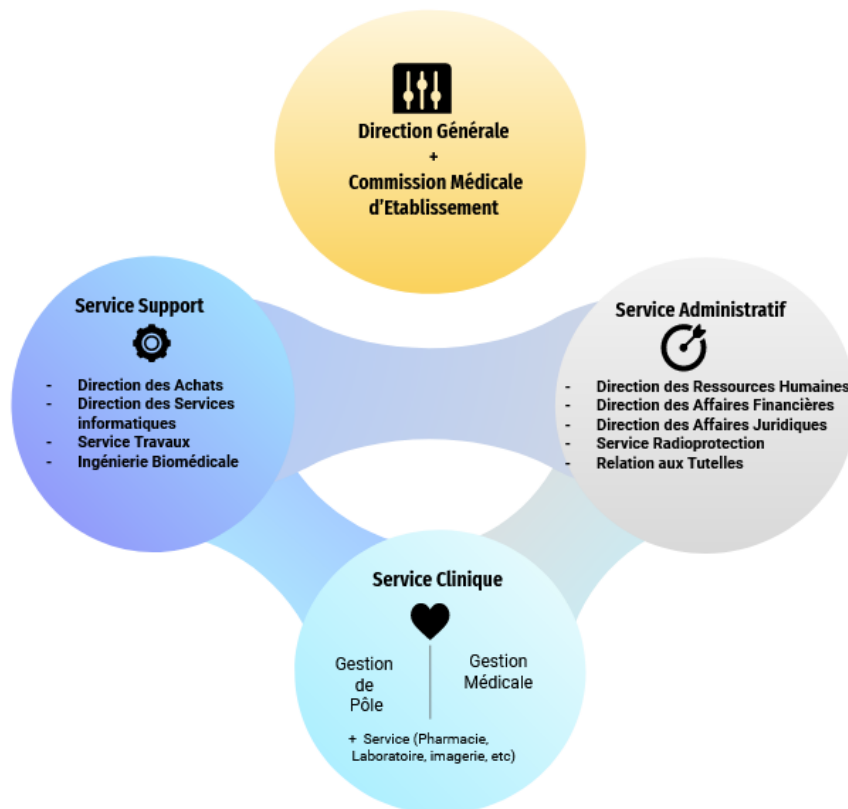 Direction Générale
+
Commission Médicale
d'Etablissement
Service Support
- Direction des Achats
- Direction des Services
informatiques
- Service Travaux
- Ingénierie Biomédicale
Service Administratif
- Direction des Ressources Humaines
- Direction des Affaires Financières
- Direction des Affaires Juridiques
- Service Radioprotection
- Relation aux Tutelles
Service Clinique
Gestion
de
Pôle
Gestion
Médicale
+ Service (Pharmacie,
Laboratoire, imagerie, etc)